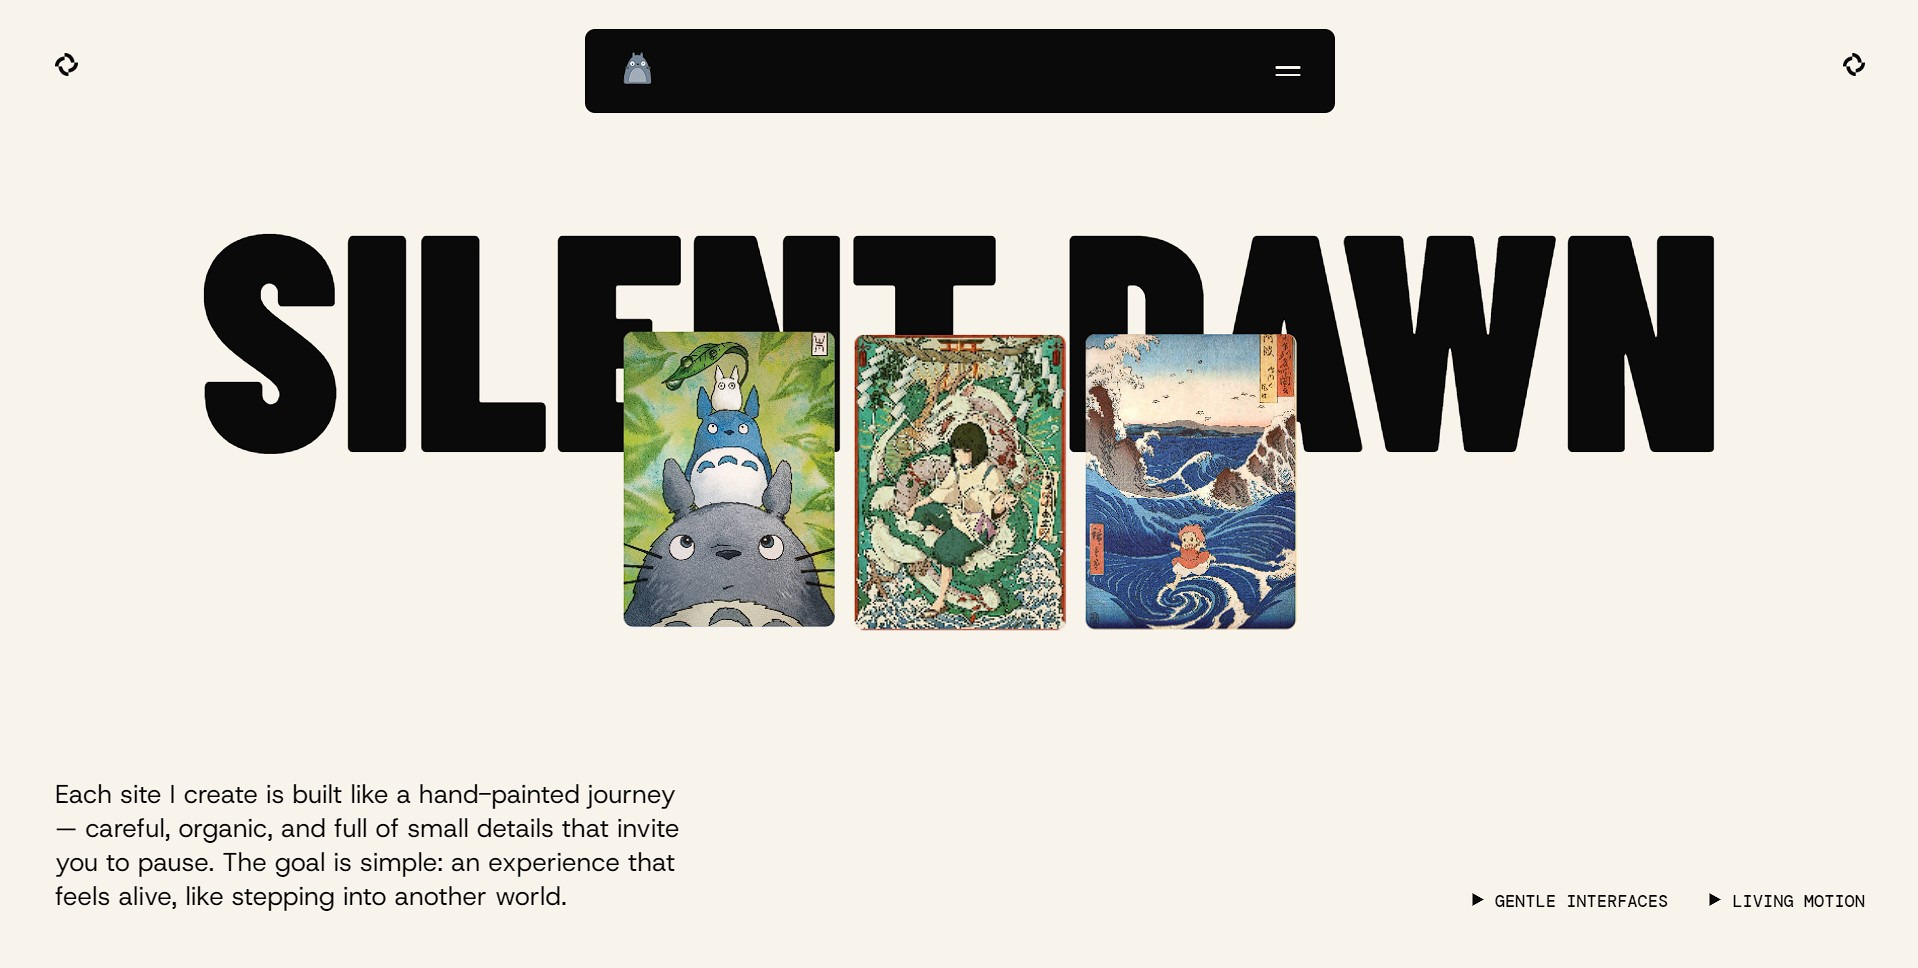 SILENT DAWN
Each site I create is built like a hand-painted journey
— careful, organic, and full of small details that invite
you to pause. The goal is simple: an experience that
feels alive, like stepping into another world.
GENTLE INTERFACES
LIVING MOTION